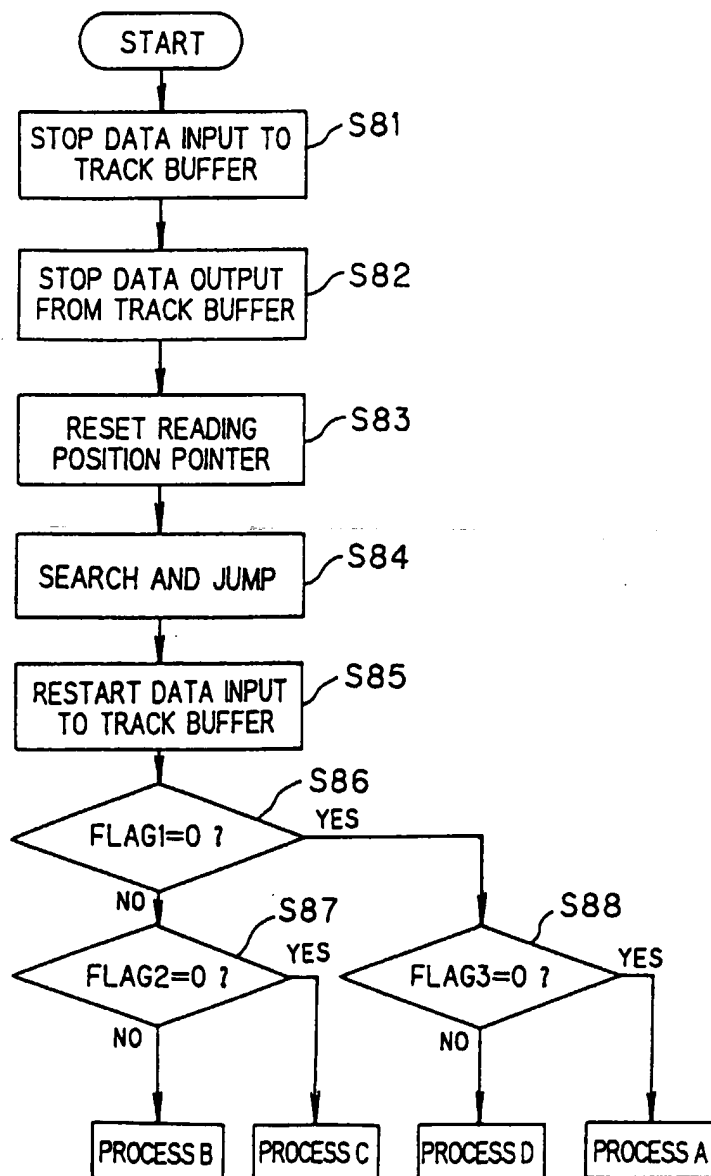 START
STOP DATA INPUT TO
TRACK BUFFER
S81
STOP DATA OUTPUT
FROM TRACK BUFFER
S82
RESET READING
POSITION POINTER
S83
SEARCH AND JUMP
S84
RESTART DATA INPUT
TO TRACK BUFFER
S85
FLAG1=0 ?
S86
YES
NO
FLAG2=0 ?
S87
YES
NO
FLAG3=0 ?
S88
YES
NO
PROCESS B
PROCESS C
PROCESS D
PROCESS A